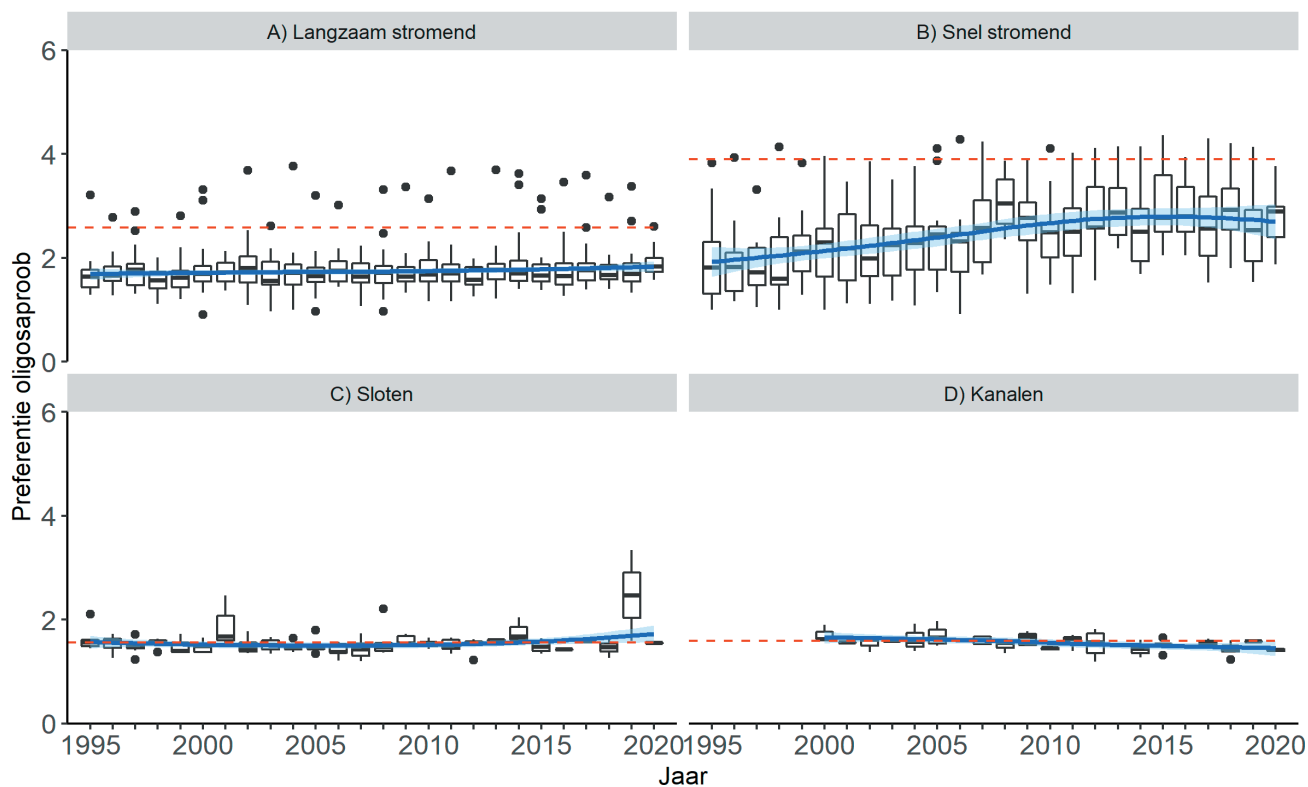 A) Langzaam stromend
B) Snel stromend
6
4
2
0
C) Sloten
D) Kanalen
6
4
2
0
Preferentie oligosaproob
1995 2000 2005 2010 2015 2020
1995 2000 2005 2010 2015 2020
Jaar